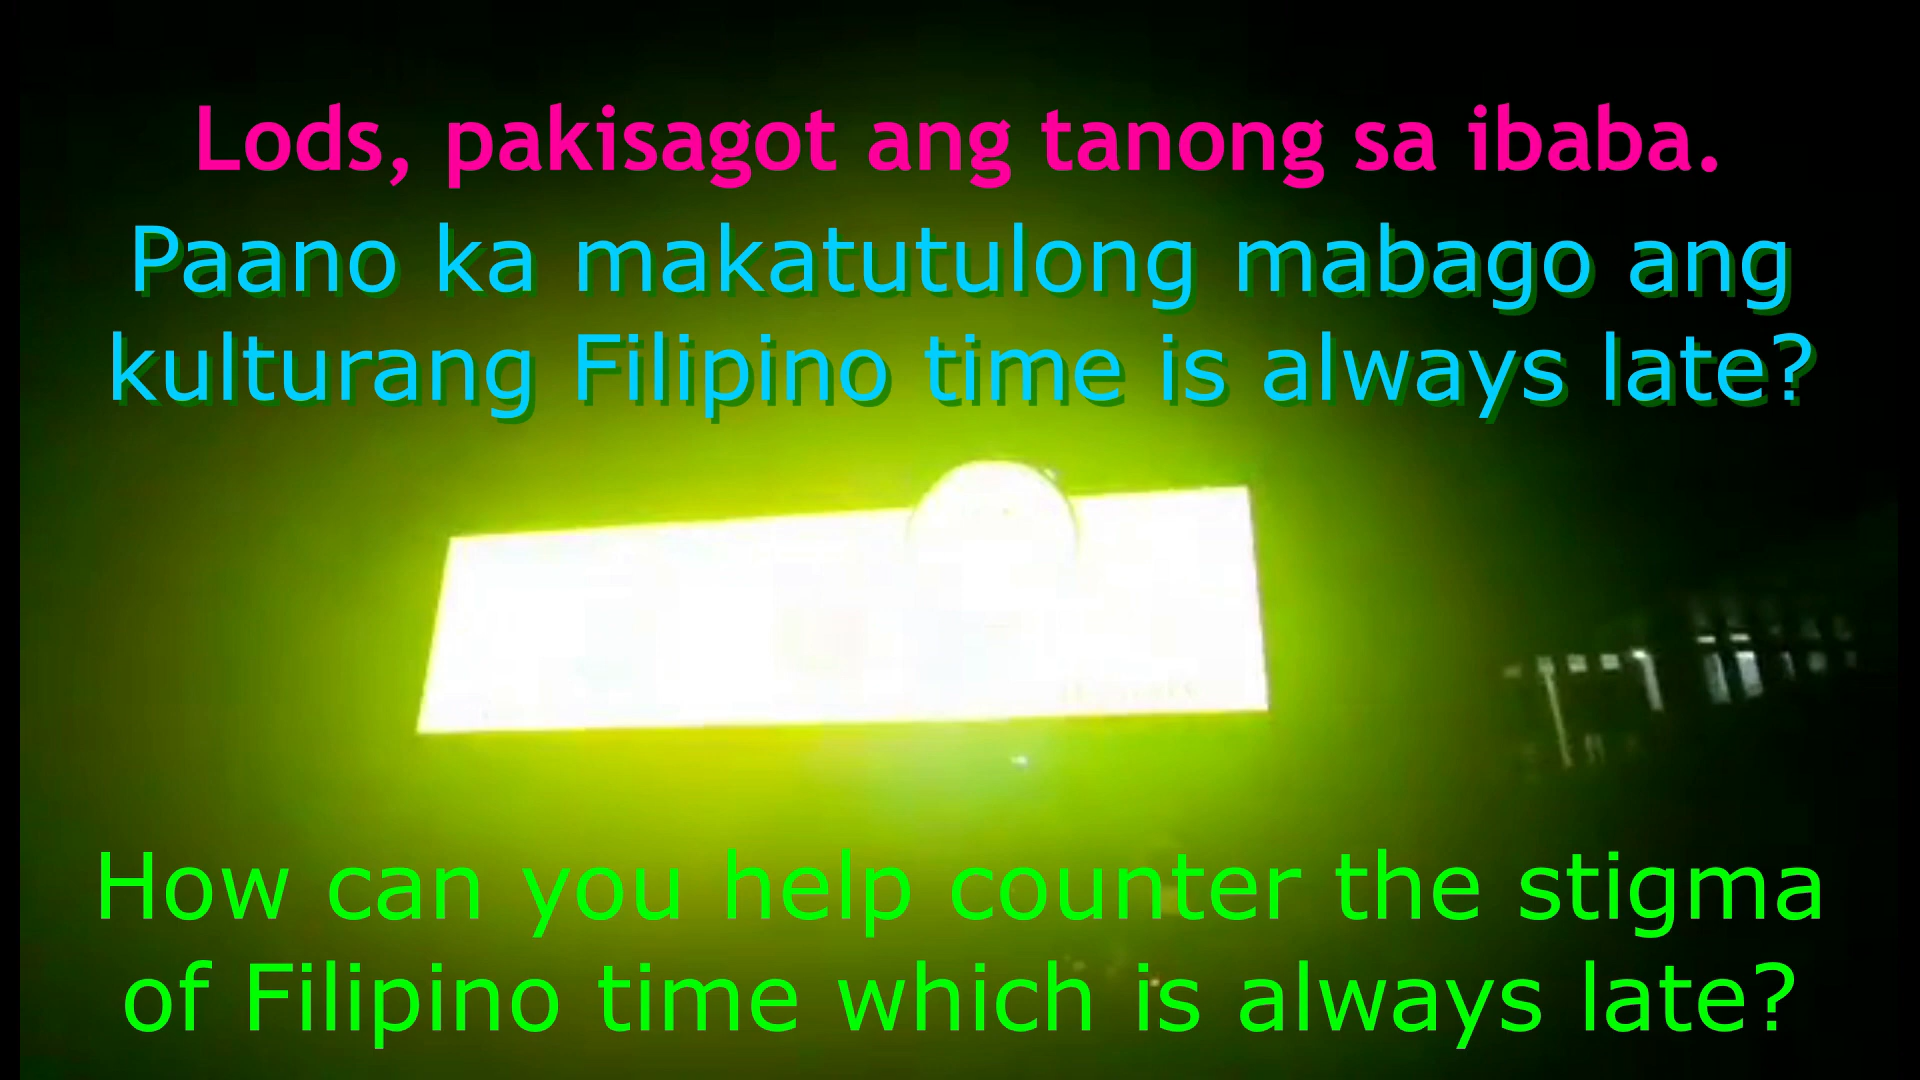 Lods, pakisagot ang tanong sa ibaba.
Paano ka makatutulong mabago ang
kulturang Filipino time is always late?
How can you help counter the stigma
of Filipino time which is always late?